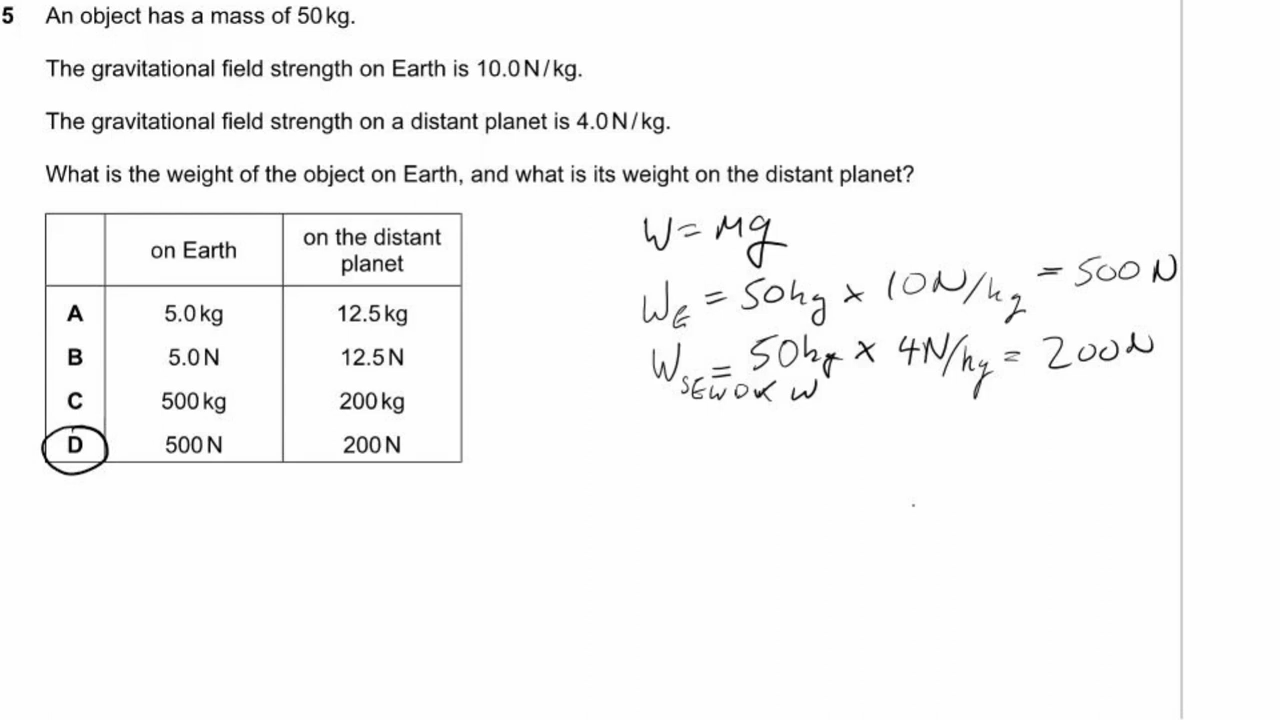 5 An object has a mass of 50 kg.
The gravitational field strength on Earth is 10.0 N/kg.
The gravitational field strength on a distant planet is 4.0 N/kg.
What is the weight of the object on Earth, and what is its weight on the distant planet?
on Earth on the distant
planet
A 5.0 kg 12.5 kg
B 5.0 N 12.5 N
C 500 kg 200 kg
D 500 N 200 N
W = Mg
W_E = 50kg × 10N/kg = 500 N
W = 50kg × 4N/kg = 200N